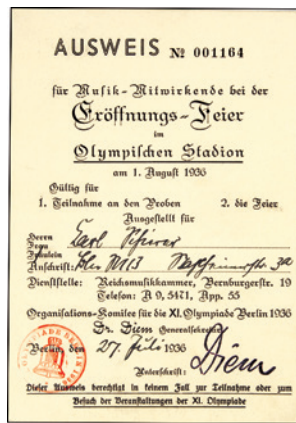 AUSWEIS No 001164
für Musik-Mitwirkende bei der
Eröffnungs-Feier
im
Olympischen Stadion
am 1. August 1936
Gültig für
1. Teilnahme an den Proben 2. die Feier
Ausgestellt für
Herrn
Frau
Fräulein
Karl
Anschrift:
Dienststelle: Reichsmusikkammer, Bernburgerstr. 19
Telefon: A 9, 5471, App. 55
Organisations-Komitee für die XI. Olympiade Berlin 1936
Dr. Diem Generalsekretär
Berlin, den 27. Juli 1936
Unterschrift: Diem
Dieser Ausweis berechtigt in keinem Fall zur Teilnahme oder zum
Besuch der Veranstaltungen der XI. Olympiade